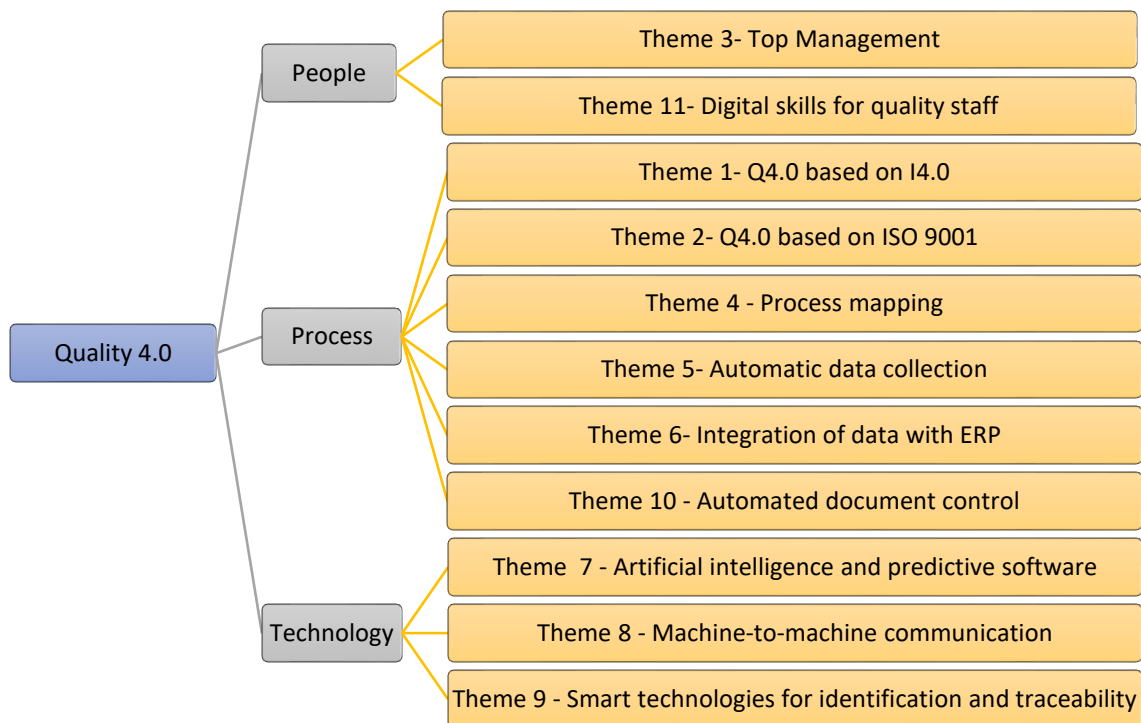 Quality 4.0
People
Theme 3- Top Management
Theme 11- Digital skills for quality staff
Process
Theme 1- Q4.0 based on I4.0
Theme 2- Q4.0 based on ISO 9001
Theme 4 - Process mapping
Theme 5- Automatic data collection
Theme 6- Integration of data with ERP
Theme 10 - Automated document control
Technology
Theme  7 - Artificial intelligence and predictive software
Theme 8 - Machine-to-machine communication
Theme 9 - Smart technologies for identification and traceability